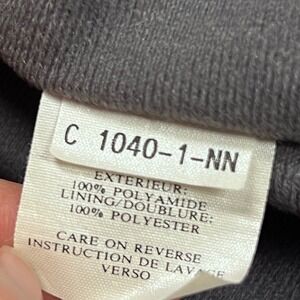 C 1040-1-NN
EXTERIEUR:
100% POLYAMIDE
LINING/DOUBLURE:
100% POLYESTER
CARE ON REVERSE
INSTRUCTION DE LAVAGE
VERSO